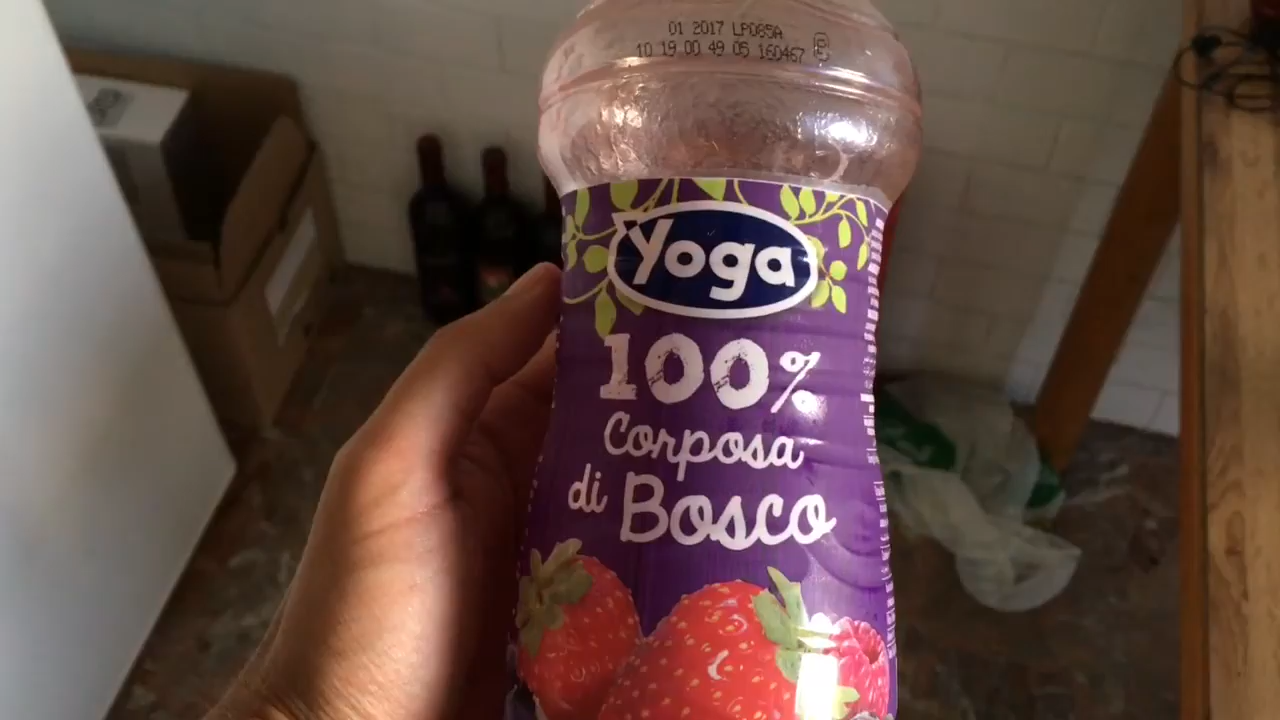 01 2017 LP085A
10 19 00 49 05 160467
Yoga
100%
Corposa
di Bosco